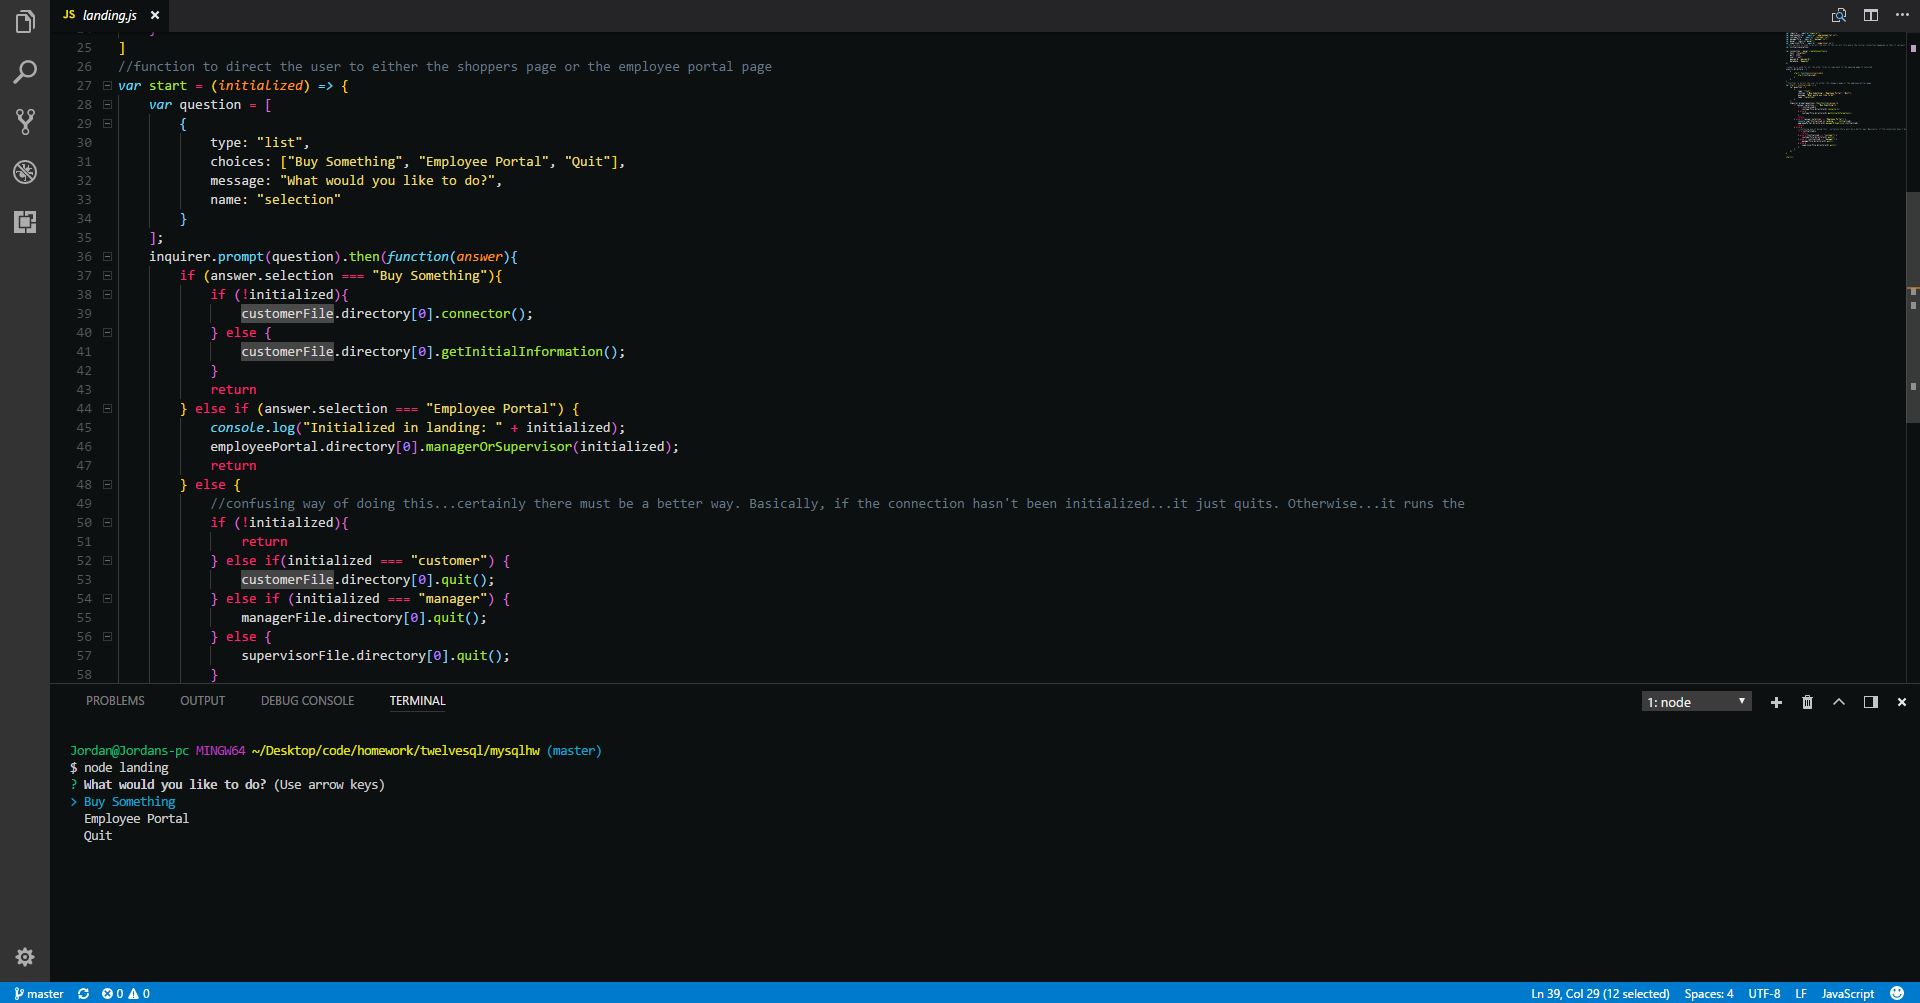 JS landing.js ×
25 ]
26 //function to direct the user to either the shoppers page or the employee portal page
27 var start = (initialized) => {
28     var question = [
29         {
30             type: "list",
31             choices: ["Buy Something", "Employee Portal", "Quit"],
32             message: "What would you like to do?",
33             name: "selection"
34         }
35     ];
36     inquirer.prompt(question).then(function(answer){
37         if (answer.selection === "Buy Something"){
38             if (!initialized){
39                 customerFile.directory[0].connector();
40             } else {
41                 customerFile.directory[0].getInitialInformation();
42             }
43             return
44         } else if (answer.selection === "Employee Portal") {
45             console.log("Initialized in landing: " + initialized);
46             employeePortal.directory[0].managerOrSupervisor(initialized);
47             return
48         } else {
49             //confusing way of doing this...certainly there must be a better way. Basically, if the connection hasn't been initialized...it just quits. Otherwise...it runs the
50             if (!initialized){
51                 return
52             } else if(initialized === "customer") {
53                 customerFile.directory[0].quit();
54             } else if (initialized === "manager") {
55                 managerFile.directory[0].quit();
56             } else {
57                 supervisorFile.directory[0].quit();
58             }
PROBLEMS OUTPUT DEBUG CONSOLE TERMINAL 1: node
Jordan@Jordans-pc MINGW64 ~/Desktop/code/homework/twelvesql/mysqlhw (master)
$ node landing
? What would you like to do? (Use arrow keys)
> Buy Something
  Employee Portal
  Quit
master 0 0 Ln 39, Col 29 (12 selected) Spaces: 4 UTF-8 LF JavaScript